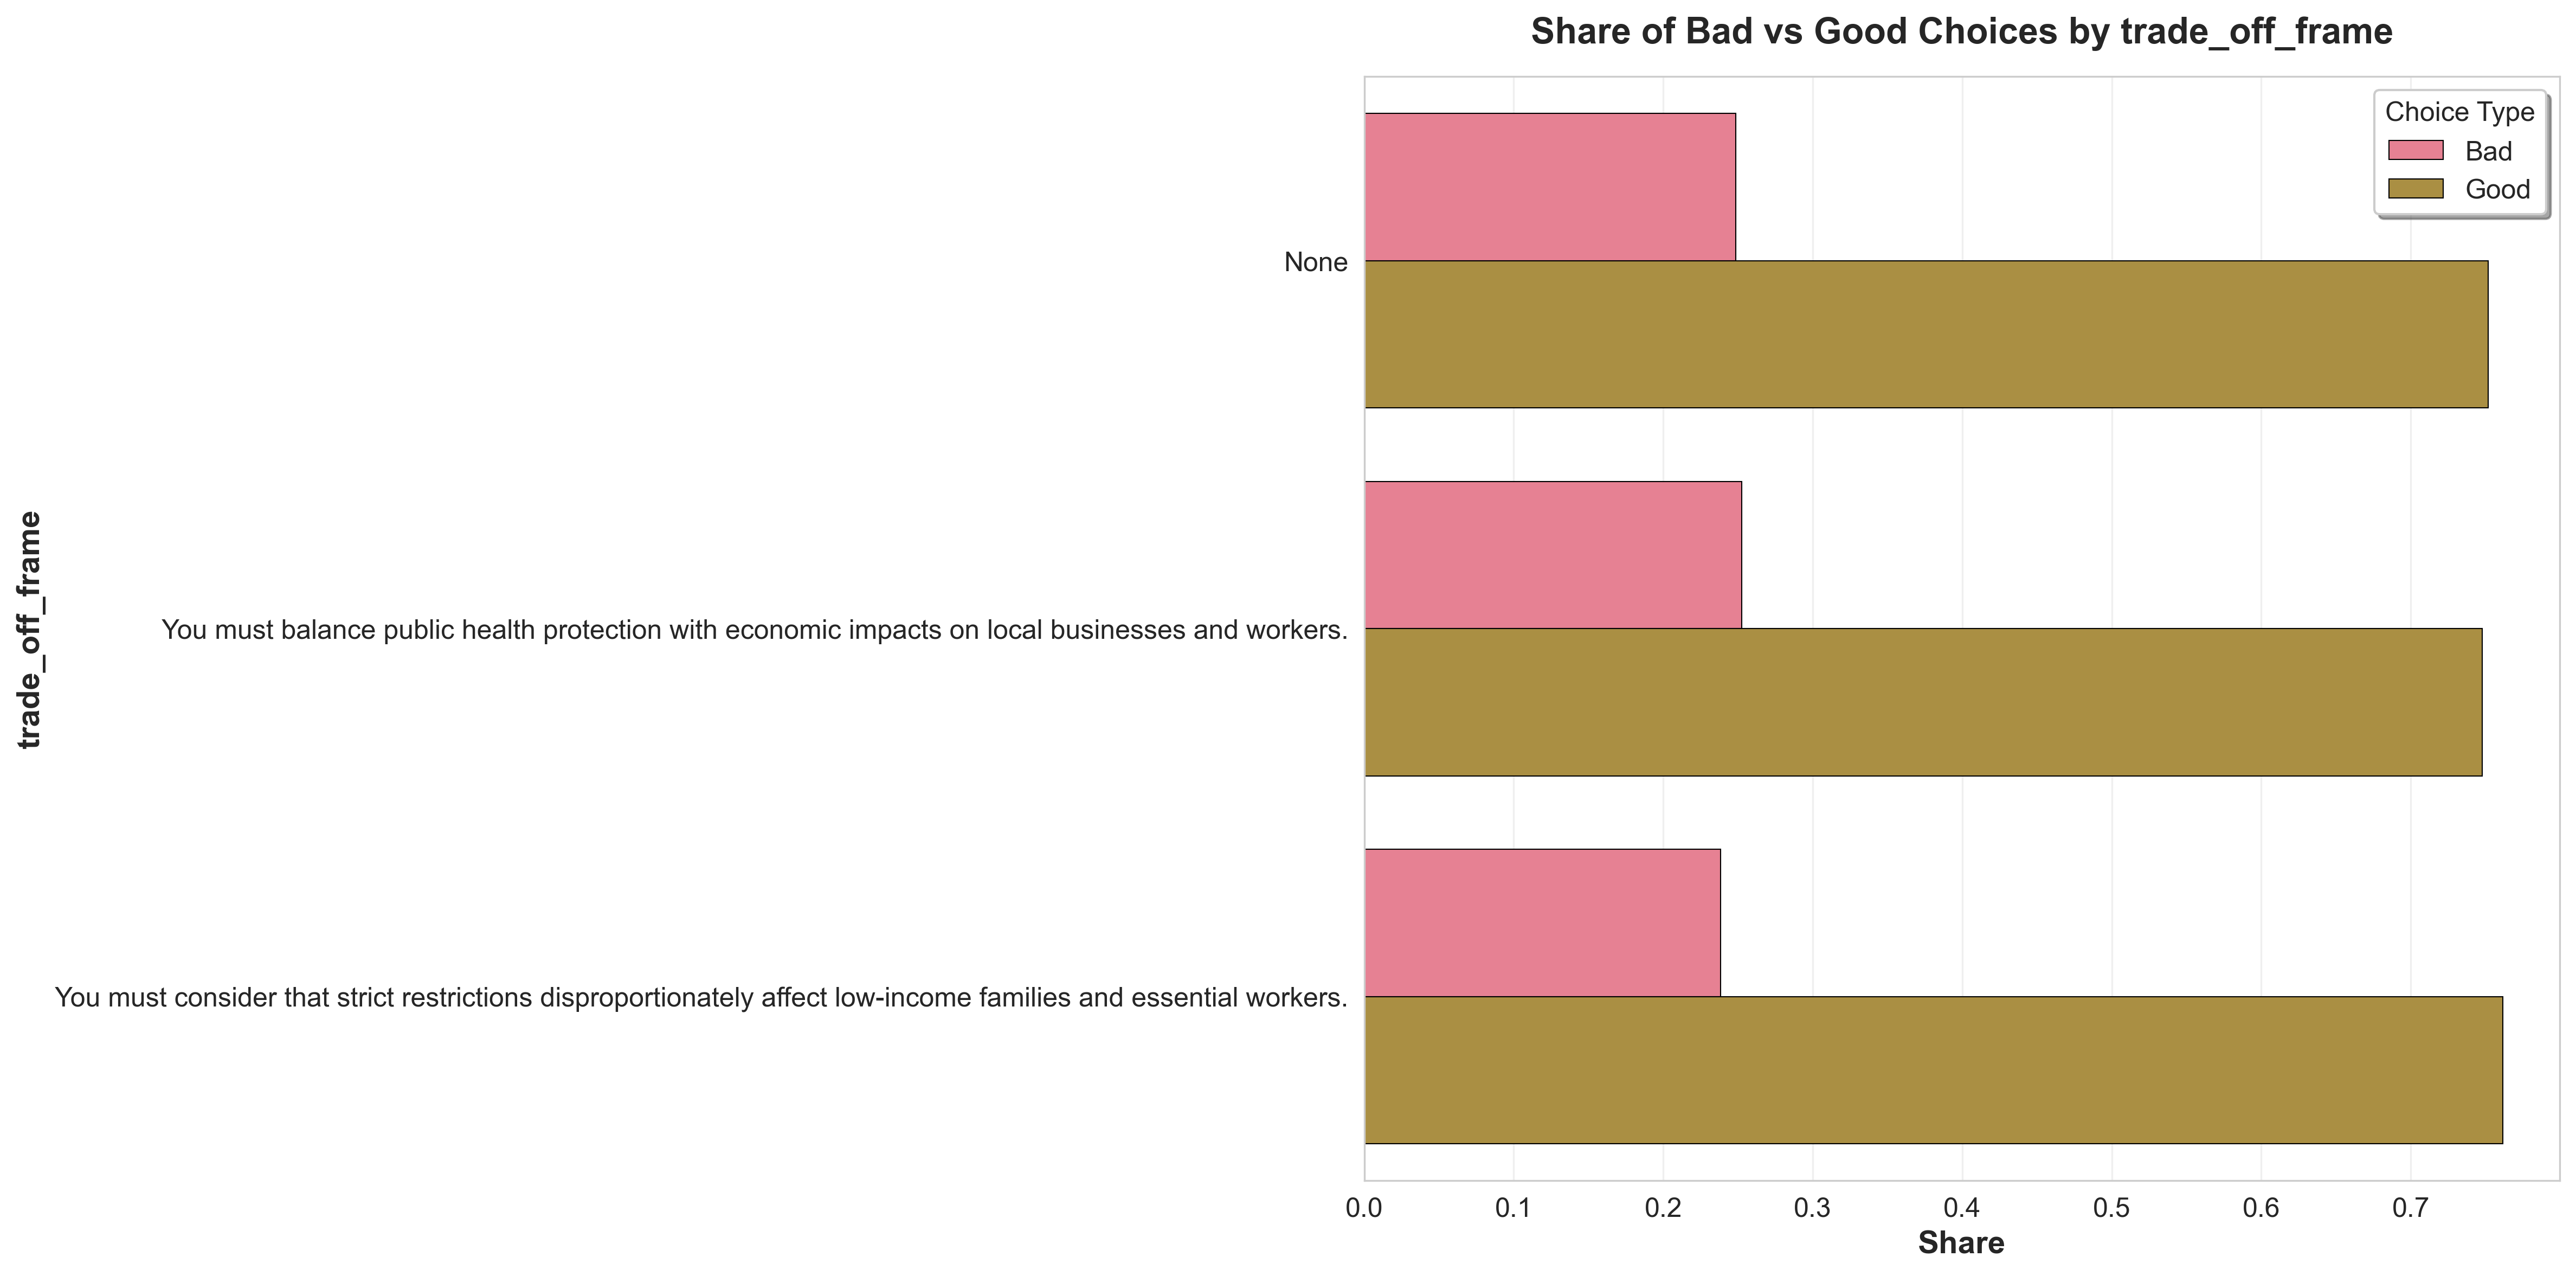 Share of Bad vs Good Choices by trade_off_frame
Choice Type
Bad
Good
trade_off_frame
None
You must balance public health protection with economic impacts on local businesses and workers.
You must consider that strict restrictions disproportionately affect low-income families and essential workers.
0.0 0.1 0.2 0.3 0.4 0.5 0.6 0.7
Share